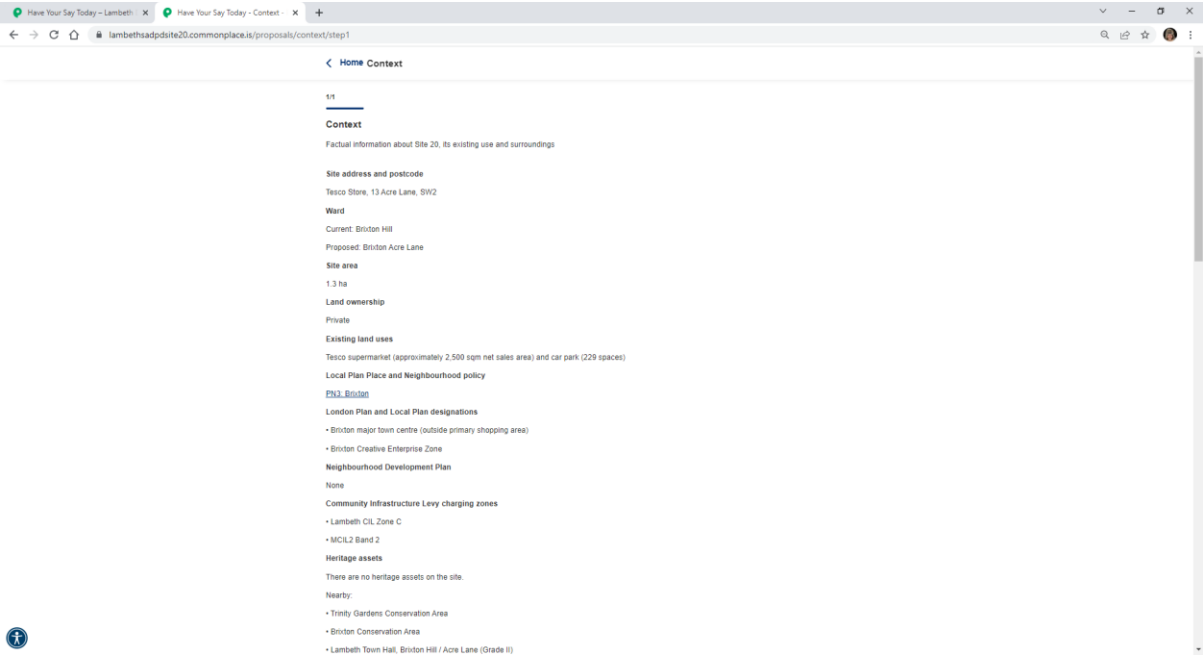 Have Your Say Today – Lambeth
Have Your Say Today - Context -
lambethsadpdsite20.commonplace.is/proposals/context/step1
Home Context
1/1
Context
Factual information about Site 20, its existing use and surroundings
Site address and postcode
Tesco Store, 13 Acre Lane, SW2
Ward
Current: Brixton Hill
Proposed: Brixton Acre Lane
Site area
1.3 ha
Land ownership
Private
Existing land uses
Tesco supermarket (approximately 2,500 sqm net sales area) and car park (229 spaces)
Local Plan Place and Neighbourhood policy
PN3: Brixton
London Plan and Local Plan designations
• Brixton major town centre (outside primary shopping area)
• Brixton Creative Enterprise Zone
Neighbourhood Development Plan
None
Community Infrastructure Levy charging zones
• Lambeth CIL Zone C
• MCIL2 Band 2
Heritage assets
There are no heritage assets on the site.
Nearby:
• Trinity Gardens Conservation Area
• Brixton Conservation Area
• Lambeth Town Hall, Brixton Hill / Acre Lane (Grade II)